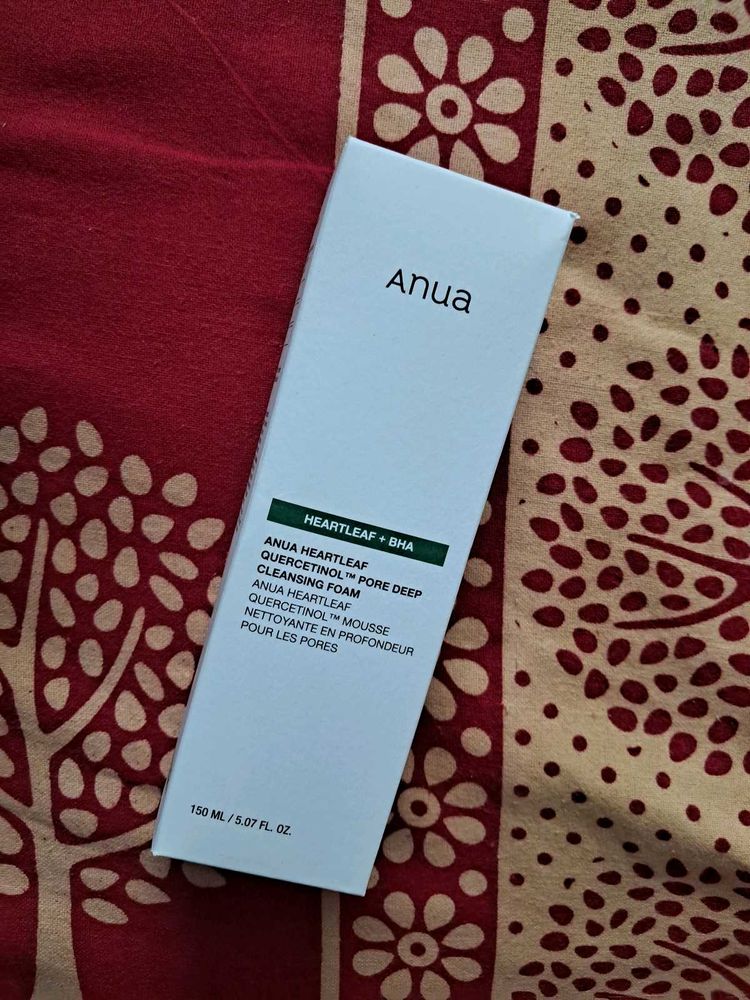 Anua
HEARTLEAF + BHA
ANUA HEARTLEAF
QUERCETINOL™ PORE DEEP
CLEANSING FOAM
ANUA HEARTLEAF
QUERCETINOL™ MOUSSE
NETTOYANTE EN PROFONDEUR
POUR LES PORES
150 ML / 5.07 FL. OZ.